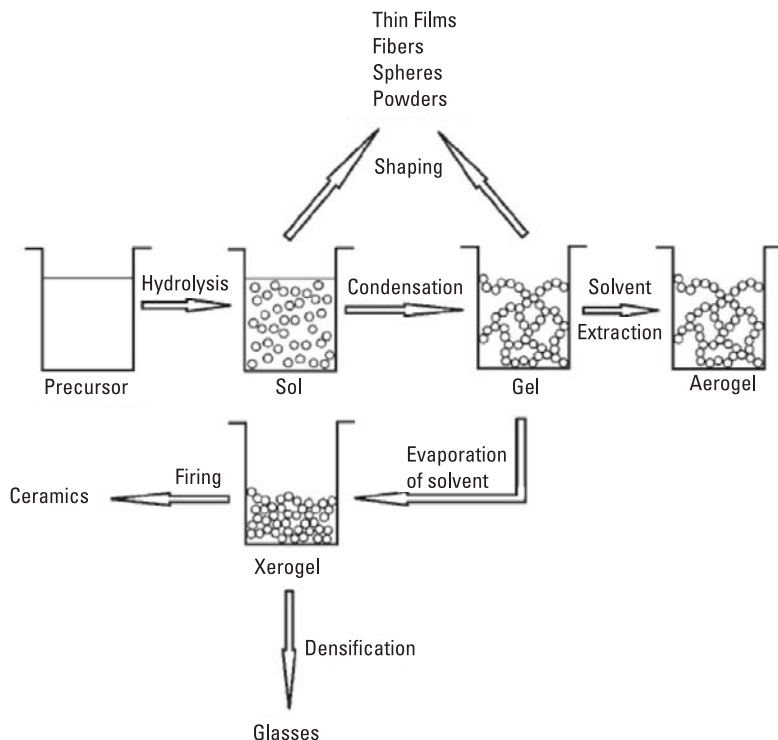 Thin Films
Fibers
Spheres
Powders
Shaping
Hydrolysis
Condensation
Solvent
Extraction
Precursor
Sol
Gel
Aerogel
Evaporation
of solvent
Firing
Ceramics
Xerogel
Densification
Glasses